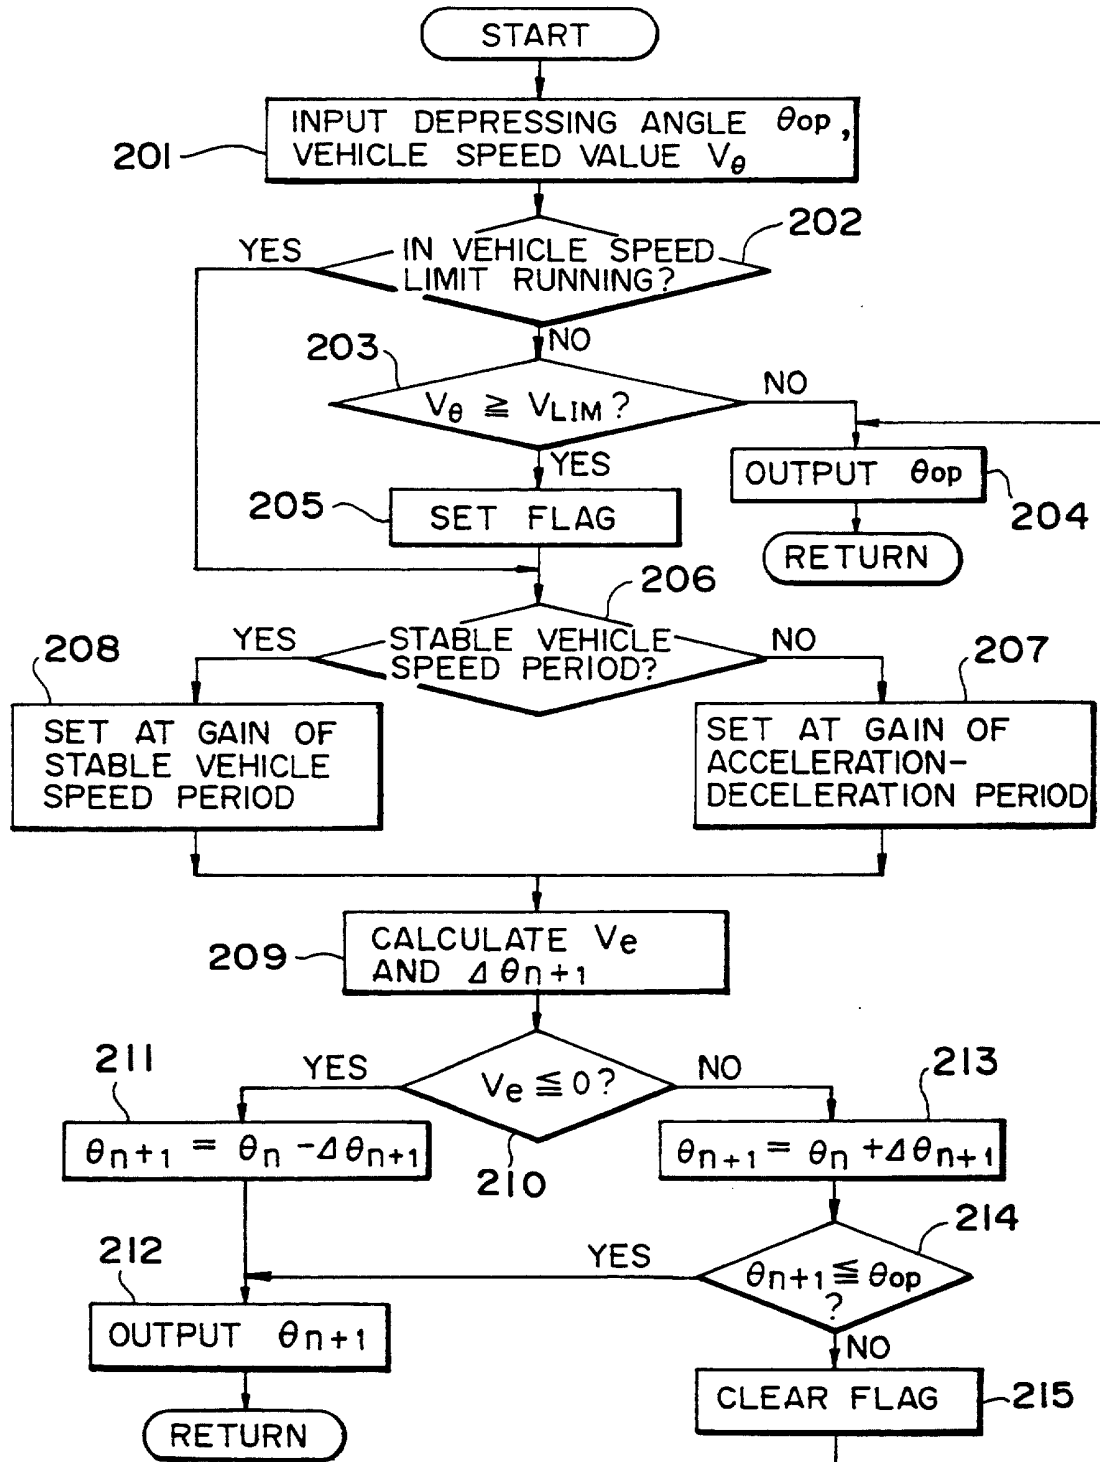 START
INPUT DEPRESSING ANGLE θop,
VEHICLE SPEED VALUE Vθ
201
202
YES
IN VEHICLE SPEED
LIMIT RUNNING?
NO
203
Vθ ≧ VLIM ?
NO
YES
205
SET FLAG
OUTPUT θop
204
RETURN
206
YES
STABLE VEHICLE
SPEED PERIOD?
NO
208
207
SET AT GAIN OF
STABLE VEHICLE
SPEED PERIOD
SET AT GAIN OF
ACCELERATION-
DECELERATION PERIOD
209
CALCULATE Ve
AND Δθn+1
211
YES
Ve ≦ 0 ?
NO
213
210
θn+1 = θn -Δθn+1
θn+1 = θn +Δθn+1
214
212
YES
θn+1 ≦ θop
?
OUTPUT θn+1
NO
CLEAR FLAG
215
RETURN